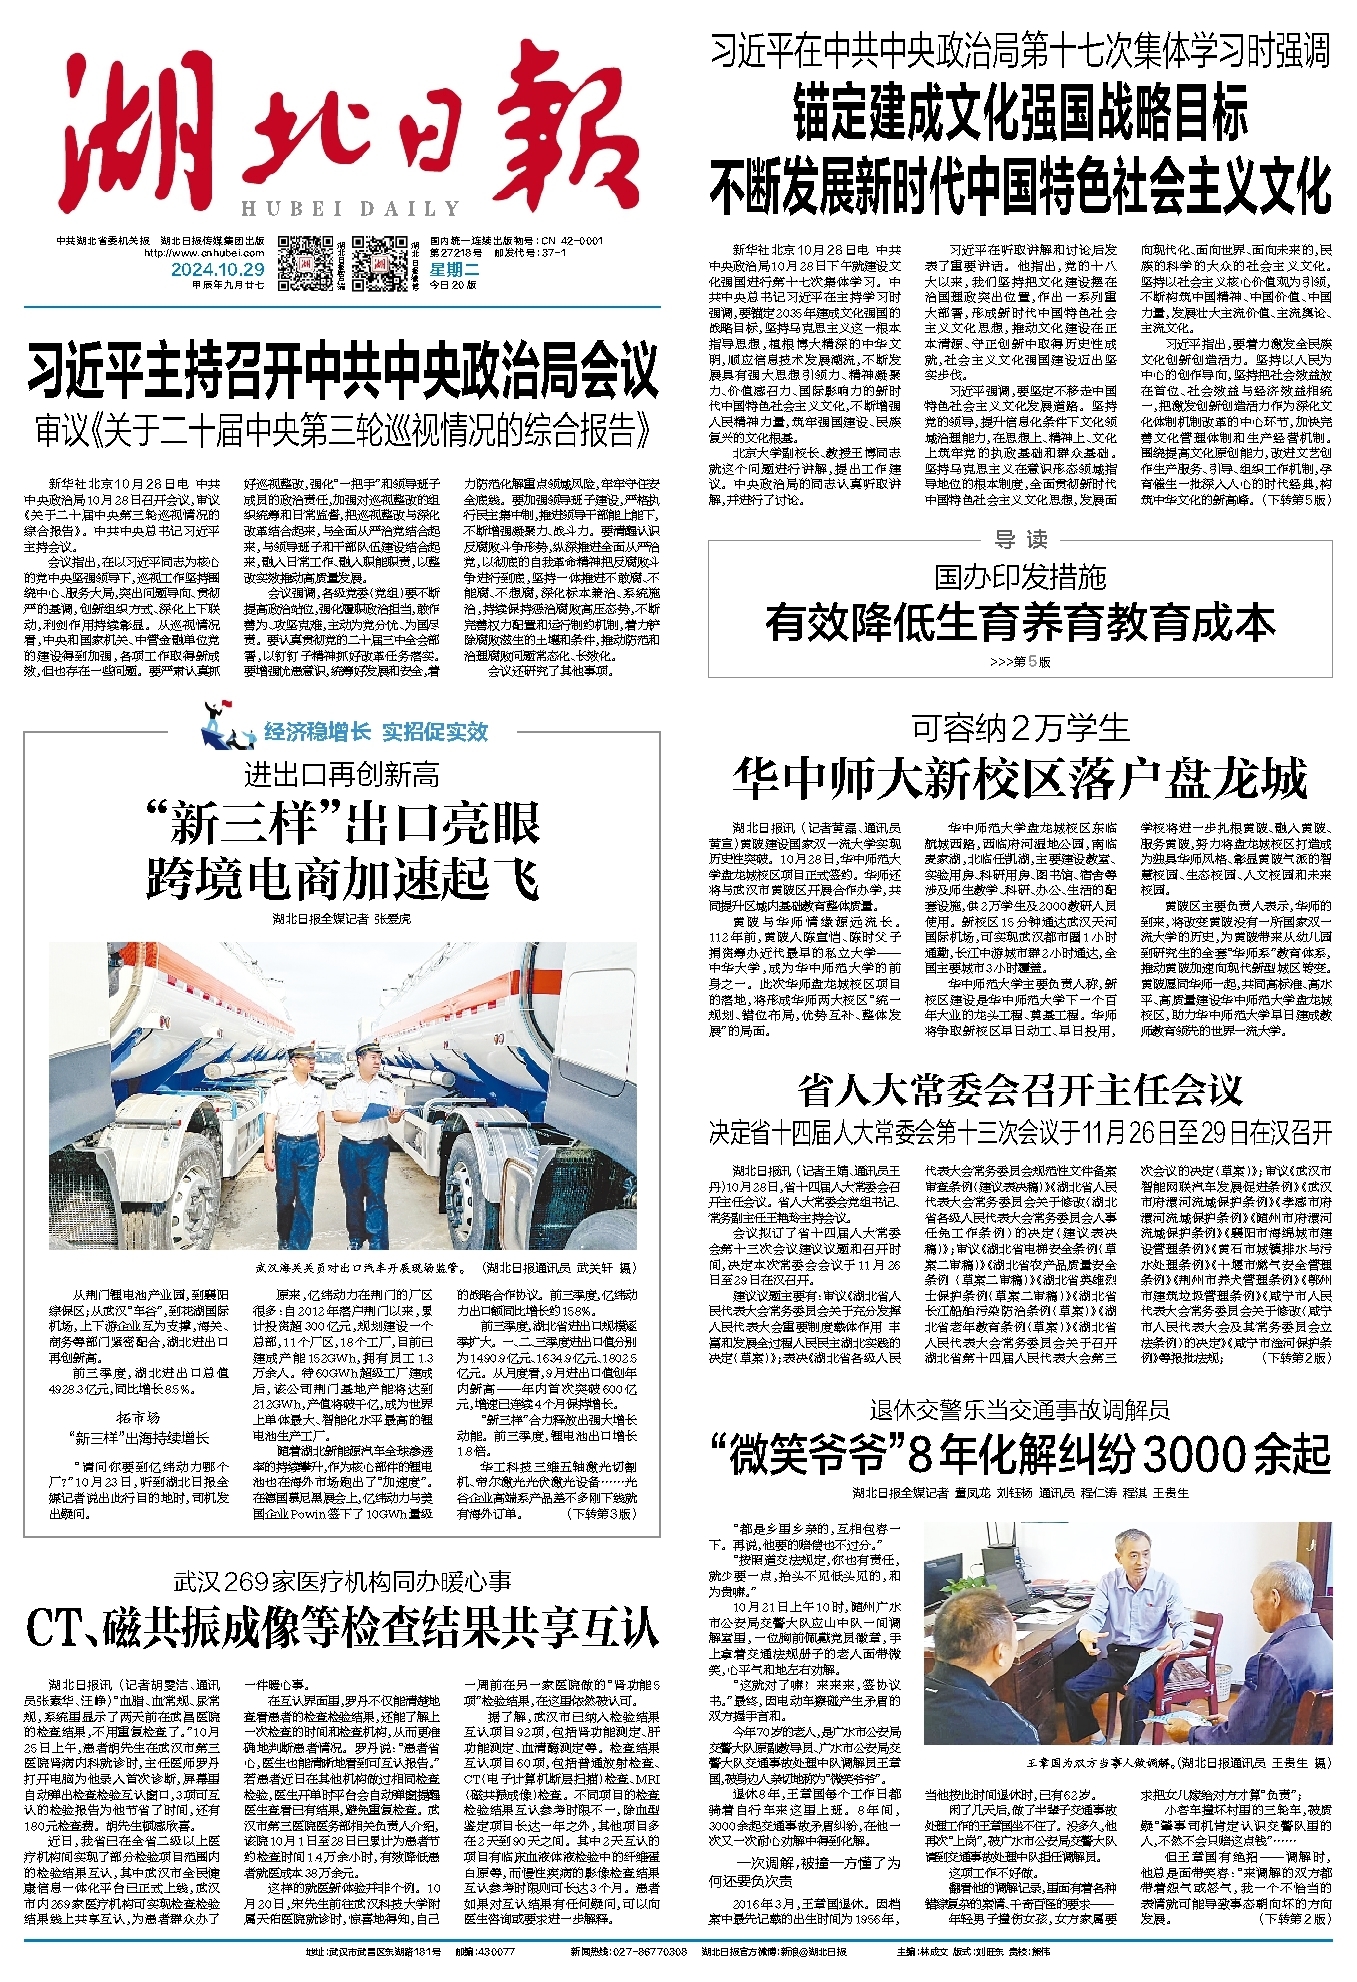 湖北日報
HUBEI DAILY
中共湖北省委机关报 湖北日报传媒集团出版
http://www.cnhubei.com
2024.10.29
甲辰年九月廿七
国内统一连续出版物号:CN 42-0001
第27218号 邮发代号:37-1
星期二
今日20版
习近平主持召开中共中央政治局会议
审议《关于二十届中央第三轮巡视情况的综合报告》
新华社北京10月28日电 中共
中央政治局10月28日召开会议,审议
《关于二十届中央第三轮巡视情况的
综合报告》。中共中央总书记习近平
主持会议。
会议指出,在以习近平同志为核心
的党中央坚强领导下,巡视工作坚持围
绕中心、服务大局,突出问题导向、贯彻
严的基调,创新组织方式、深化上下联
动,利剑作用持续彰显。从巡视情况
看,中央和国家机关、中管金融单位党
的建设得到加强,各项工作取得新成
效,但也存在一些问题。要严肃认真抓
好巡视整改,强化“一把手”和领导班子
成员的政治责任,加强对巡视整改的组
织统筹和日常监督,把巡视整改与深化
改革结合起来,与全面从严治党结合起
来,与领导班子和干部队伍建设结合起
来,融入日常工作、融入职能职责,以整
改实效推动高质量发展。
会议强调,各级党委(党组)要不断
提高政治站位,强化履职政治担当,敢作
善为、攻坚克难,主动为党分忧、为国尽
责。要认真贯彻党的二十届三中全会部
署,以钉钉子精神抓好改革任务落实。
要增强忧患意识,统筹好发展和安全,着
力防范化解重点领域风险,牢牢守住安
全底线。要加强领导班子建设,严格执
行民主集中制,推进领导干部能上能下,
不断增强凝聚力、战斗力。要清醒认识
反腐败斗争形势,纵深推进全面从严治
党,以彻底的自我革命精神把反腐败斗
争进行到底,坚持一体推进不敢腐、不
能腐、不想腐,深化标本兼治、系统施
治,持续保持惩治腐败高压态势,不断
完善权力配置和运行制约机制,着力铲
除腐败滋生的土壤和条件,推动防范和
治理腐败问题常态化、长效化。
会议还研究了其他事项。
习近平在中共中央政治局第十七次集体学习时强调
锚定建成文化强国战略目标
不断发展新时代中国特色社会主义文化
新华社北京10月28日电 中共
中央政治局10月28日下午就建设文
化强国进行第十七次集体学习。中
共中央总书记习近平在主持学习时
强调,要锚定2035年建成文化强国的
战略目标,坚持马克思主义这一根本
指导思想,植根博大精深的中华文
明,顺应信息技术发展潮流,不断发
展具有强大思想引领力、精神凝聚
力、价值感召力、国际影响力的新时
代中国特色社会主义文化,不断增强
人民精神力量,筑牢强国建设、民族
复兴的文化根基。
北京大学副校长、教授王博同志
就这个问题进行讲解,提出工作建
议。中央政治局的同志认真听取讲
解,并进行了讨论。
习近平在听取讲解和讨论后发
表了重要讲话。他指出,党的十八
大以来,我们坚持把文化建设摆在
治国理政突出位置,作出一系列重
大部署,形成新时代中国特色社会
主义文化思想,推动文化建设在正
本清源、守正创新中取得历史性成
就,社会主义文化强国建设迈出坚
实步伐。
习近平强调,要坚定不移走中国
特色社会主义文化发展道路。坚持
党的领导,提升信息化条件下文化领
域治理能力,在思想上、精神上、文化
上筑牢党的执政基础和群众基础。
坚持马克思主义在意识形态领域指
导地位的根本制度,全面贯彻新时代
中国特色社会主义文化思想,发展面
向现代化、面向世界、面向未来的,民
族的科学的大众的社会主义文化。
坚持以社会主义核心价值观为引领,
不断构筑中国精神、中国价值、中国
力量,发展壮大主流价值、主流舆论、
主流文化。
习近平指出,要着力激发全民族
文化创新创造活力。坚持以人民为
中心的创作导向,坚持把社会效益放
在首位、社会效益与经济效益相统
一,把激发创新创造活力作为深化文
化体制机制改革的中心环节,加快完
善文化管理体制和生产经营机制。
围绕提高文化原创能力,改进文艺创
作生产服务、引导、组织工作机制,孕
育催生一批深入人心的时代经典,构
筑中华文化的新高峰。(下转第5版)
导 读
国办印发措施
有效降低生育养育教育成本
>>>第5版
经济稳增长 实招促实效
进出口再创新高
“新三样”出口亮眼
跨境电商加速起飞
湖北日报全媒记者 张爱虎
武汉海关关员对出口汽车开展现场监管。(湖北日报通讯员 武关轩 摄)
从荆门锂电池产业园,到襄阳
综保区;从武汉“车谷”,到花湖国际
机场,上下游企业互为支撑,海关、
商务等部门紧密配合,湖北进出口
再创新高。
前三季度,湖北进出口总值
4928.3亿元,同比增长8.5%。
拓市场
“新三样”出海持续增长
“请问你要到亿纬动力哪个
厂?”10月23日,听到湖北日报全
媒记者说出此行目的地时,司机发
出疑问。
原来,亿纬动力在荆门的厂区
很多:自2012年落户荆门以来,累
计投资超300亿元,规划建设一个
总部,11个厂区,18个工厂,目前已
建成产能152GWh,拥有员工1.3
万余人。待60GWh超级工厂建成
后,该公司荆门基地产能将达到
212GWh,产值将破千亿,成为世界
上单体最大、智能化水平最高的锂
电池生产工厂。
随着湖北新能源汽车全球渗透
率的持续攀升,作为核心部件的锂电
池也在海外市场跑出了“加速度”。
在德国慕尼黑展会上,亿纬动力与美
国企业Powin签下了10GWh量级
的战略合作协议。前三季度,亿纬动
力出口额同比增长约158%。
前三季度,湖北省进出口规模逐
季扩大。一、二、三季度进出口值分别
为1490.9亿元、1634.9亿元、1802.5
亿元。从月度看,9月进出口值创年
内新高——年内首次突破600亿
元,增速已连续4个月保持增长。
“新三样”合力释放出强大增长
动能。前三季度,锂电池出口增长
1.8倍。
华工科技三维五轴激光切割
机、帝尔激光光伏激光设备……光
谷企业高端系产品差不多刚下线就
有海外订单。 (下转第3版)
可容纳2万学生
华中师大新校区落户盘龙城
湖北日报讯(记者黄磊、通讯员
黄宣)黄陂建设国家双一流大学实现
历史性突破。10月28日,华中师范大
学盘龙城校区项目正式签约。华师还
将与武汉市黄陂区开展合作办学,共
同提升区域内基础教育整体质量。
黄陂与华师情缘源远流长。
112年前,黄陂人陈宣恺、陈时父子
捐资筹办近代最早的私立大学——
中华大学,成为华中师范大学的前
身之一。此次华师盘龙城校区项目
的落地,将形成华师两大校区“统一
规划、错位布局,优势互补、整体发
展”的局面。
华中师范大学盘龙城校区东临
航城西路,西临府河湿地公园,南临
麦家湖,北临任凯湖,主要建设教室、
实验用房、科研用房、图书馆、宿舍等
涉及师生教学、科研、办公、生活的配
套设施,供2万学生及2000教研人员
使用。新校区15分钟通达武汉天河
国际机场,可实现武汉都市圈1小时
通勤,长江中游城市群2小时通达,全
国主要城市3小时覆盖。
华中师范大学主要负责人称,新
校区建设是华中师范大学下一个百
年大业的龙头工程、奠基工程。华师
将争取新校区早日动工、早日投用,
学校将进一步扎根黄陂、融入黄陂、
服务黄陂,努力将盘龙城校区打造成
为独具华师风格、彰显黄陂气派的智
慧校园、生态校园、人文校园和未来
校园。
黄陂区主要负责人表示,华师的
到来,将改变黄陂没有一所国家双一
流大学的历史,为黄陂带来从幼儿园
到研究生的全套“华师系”教育体系,
推动黄陂加速向现代新型城区转变。
黄陂愿同华师一起,共同高标准、高水
平、高质量建设华中师范大学盘龙城
校区,助力华中师范大学早日建成教
师教育领先的世界一流大学。
省人大常委会召开主任会议
决定省十四届人大常委会第十三次会议于11月26日至29日在汉召开
湖北日报讯(记者王婧、通讯员王
丹)10月28日,省十四届人大常委会召
开主任会议。省人大常委会党组书记、
常务副主任王艳玲主持会议。
会议拟订了省十四届人大常委
会第十三次会议建议议题和召开时
间,决定本次常委会会议于11月26
日至29日在汉召开。
建议议题主要有:审议《湖北省人
民代表大会常务委员会关于充分发挥
人民代表大会重要制度载体作用 丰
富和发展全过程人民民主湖北实践的
决定(草案)》;表决《湖北省各级人民
代表大会常务委员会规范性文件备案
审查条例(建议表决稿)》《湖北省人民
代表大会常务委员会关于修改〈湖北
省各级人民代表大会常务委员会人事
任免工作条例〉的决定(建议表决
稿)》;审议《湖北省电梯安全条例(草
案二审稿)》《湖北省农产品质量安全
条例(草案二审稿)》《湖北省英雄烈
士保护条例(草案二审稿)》《湖北省
长江船舶污染防治条例(草案)》《湖
北省老年教育条例(草案)》《湖北省
人民代表大会常务委员会关于召开
湖北省第十四届人民代表大会第三
次会议的决定(草案)》;审议《武汉市
智能网联汽车发展促进条例》《武汉
市府澴河流域保护条例》《孝感市府
澴河流域保护条例》《随州市府澴河
流域保护条例》《襄阳市海绵城市建
设管理条例》《黄石市城镇排水与污
水处理条例》《十堰市燃气安全管理
条例》《荆州市养犬管理条例》《鄂州
市建筑垃圾管理条例》《咸宁市人民
代表大会常务委员会关于修改〈咸宁
市人民代表大会及其常务委员会立
法条例〉的决定》《咸宁市淦河保护条
例》等报批法规; (下转第2版)
武汉269家医疗机构同办暖心事
CT、磁共振成像等检查结果共享互认
湖北日报讯(记者胡雯洁、通讯
员张素华、汪峥)“血脂、血常规、尿常
规,系统里显示了两天前在武昌医院
的检查结果,不用重复检查了。”10月
25日上午,患者胡先生在武汉市第三
医院肾病内科就诊时,主任医师罗丹
打开电脑为他录入首次诊断,屏幕里
自动弹出检查检验互认窗口,3项可互
认的检验报告为他节省了时间,还有
180元检查费。胡先生顿感欣喜。
近日,我省已在全省二级以上医
疗机构间实现了部分检验项目范围内
的检验结果互认,其中武汉市全民健
康信息一体化平台已正式上线,武汉
市内269家医疗机构可实现检查检验
结果线上共享互认,为患者群众办了
一件暖心事。
在互认界面里,罗丹不仅能清楚地
查看患者的检查检验结果,还能了解上
一次检查的时间和检查机构,从而更准
确地判断患者情况。罗丹说:“患者省
心,医生也能清晰地看到可互认报告。”
若患者近日在其他机构做过相同检查
检验,医生开单时平台会自动弹窗提醒
医生查看已有结果,避免重复检查。武
汉市第三医院医务部相关负责人介绍,
该院10月1日至28日已累计为患者节
约检查时间1.4万余小时,有效降低患
者就医成本38万余元。
这样的就医新体验并非个例。10
月20日,宋先生前在武汉科技大学附
属天佑医院就诊时,惊喜地得知,自己
一周前在另一家医院做的“肾功能5
项”检验结果,在这里依然被认可。
据了解,武汉市已纳入检验结果
互认项目92项,包括肾功能测定、肝
功能测定、血清酶测定等。检查结果
互认项目60项,包括普通放射检查、
CT(电子计算机断层扫描)检查、MRI
(磁共振成像)检查。不同项目的检查
检验结果互认参考时限不一,除血型
鉴定项目长达一年之外,其他项目多
在2天到90天之间。其中2天互认的
项目有临床血液体液检验中的纤维蛋
白原等,而慢性疾病的影像检查结果
互认参考时限则可长达3个月。患者
如果对互认结果有任何疑问,可以向
医生咨询或要求进一步解释。
退休交警乐当交通事故调解员
“微笑爷爷”8年化解纠纷3000余起
湖北日报全媒记者 董凤龙 刘钰杨 通讯员 程仁涛 程淇 王贵生
“都是乡里乡亲的,互相包容一
下。再说,他要的赔偿也不过分。”
“按照道交法规定,你也有责任,
就少要一点,抬头不见低头见的,和
为贵嘛。”
10月21日上午10时,随州广水
市公安局交警大队应山中队一间调
解室里,一位胸前佩戴党员徽章,手
上拿着交通法规册子的老人面带微
笑,心平气和地左右劝解。
“这就对了嘛!来来来,签协议
书。”最终,因电动车擦碰产生矛盾的
双方握手言和。
今年70岁的老人,是广水市公安局
交警大队原副教导员、广水市公安局交
警大队交通事故处理中队调解员王章
国,被身边人亲切地称为“微笑爷爷”。
退休8年,王章国每个工作日都
骑着自行车来这里上班。8年间,
3000余起交通事故矛盾纠纷,在他一
次又一次耐心劝解中得到化解。
一次调解,被撞一方懂了为
何还要负次责
2016年3月,王章国退休。因档
案中最先记载的出生时间为1956年,
王章国为双方当事人做调解。(湖北日报通讯员 王贵生 摄)
当他按此时间退休时,已有62岁。
闲了几天后,做了半辈子交通事故
处理工作的王章国坐不住了。没多久,他
再次“上岗”,被广水市公安局交警大队
请到交通事故处理中队担任调解员。
这项工作不好做。
翻看他的调解记录,里面有着各种
错综复杂的案情、千奇百怪的要求——
年轻男子撞伤女孩,女方家属要
求把女儿嫁给对方才算“负责”;
小客车撞坏村里的三轮车,被质
疑“肇事司机肯定认识交警队里的
人,不然不会只赔这点钱”……
但王章国有绝招——调解时,
他总是面带笑容:“来调解的双方都
带着怨气或怒气,我一个不恰当的
表情就可能导致事态朝向坏的方向
发展。 (下转第2版)
地址:武汉市武昌区东湖路181号 邮编:430077 新闻热线:027-86770308 湖北日报官方微博:新浪@湖北日报 主编:林成文 版式:刘旺东 责校:熊伟